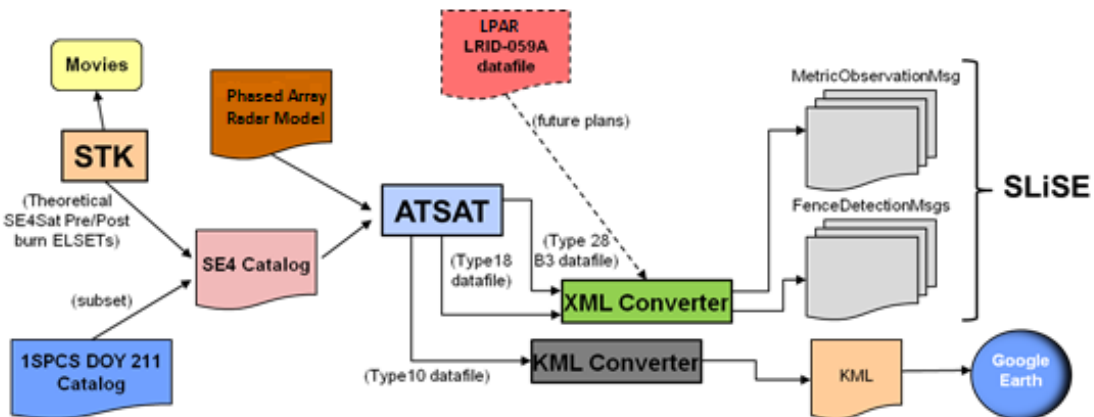 Movies
STK
(Theoretical
SE4Sat Pre/Post
burn ELSETs)
(subset)
1SPCS DOY 211
Catalog
Phased Array
Radar Model
SE4 Catalog
LPAR
LRID-059A
datafile
(future plans)
ATSAT
(Type18
datafile)
(Type 28
B3 datafile)
(Type10 datafile)
XML Converter
KML Converter
MetricObservationMsg
FenceDetectionMsgs
SLiSE
KML
Google
Earth